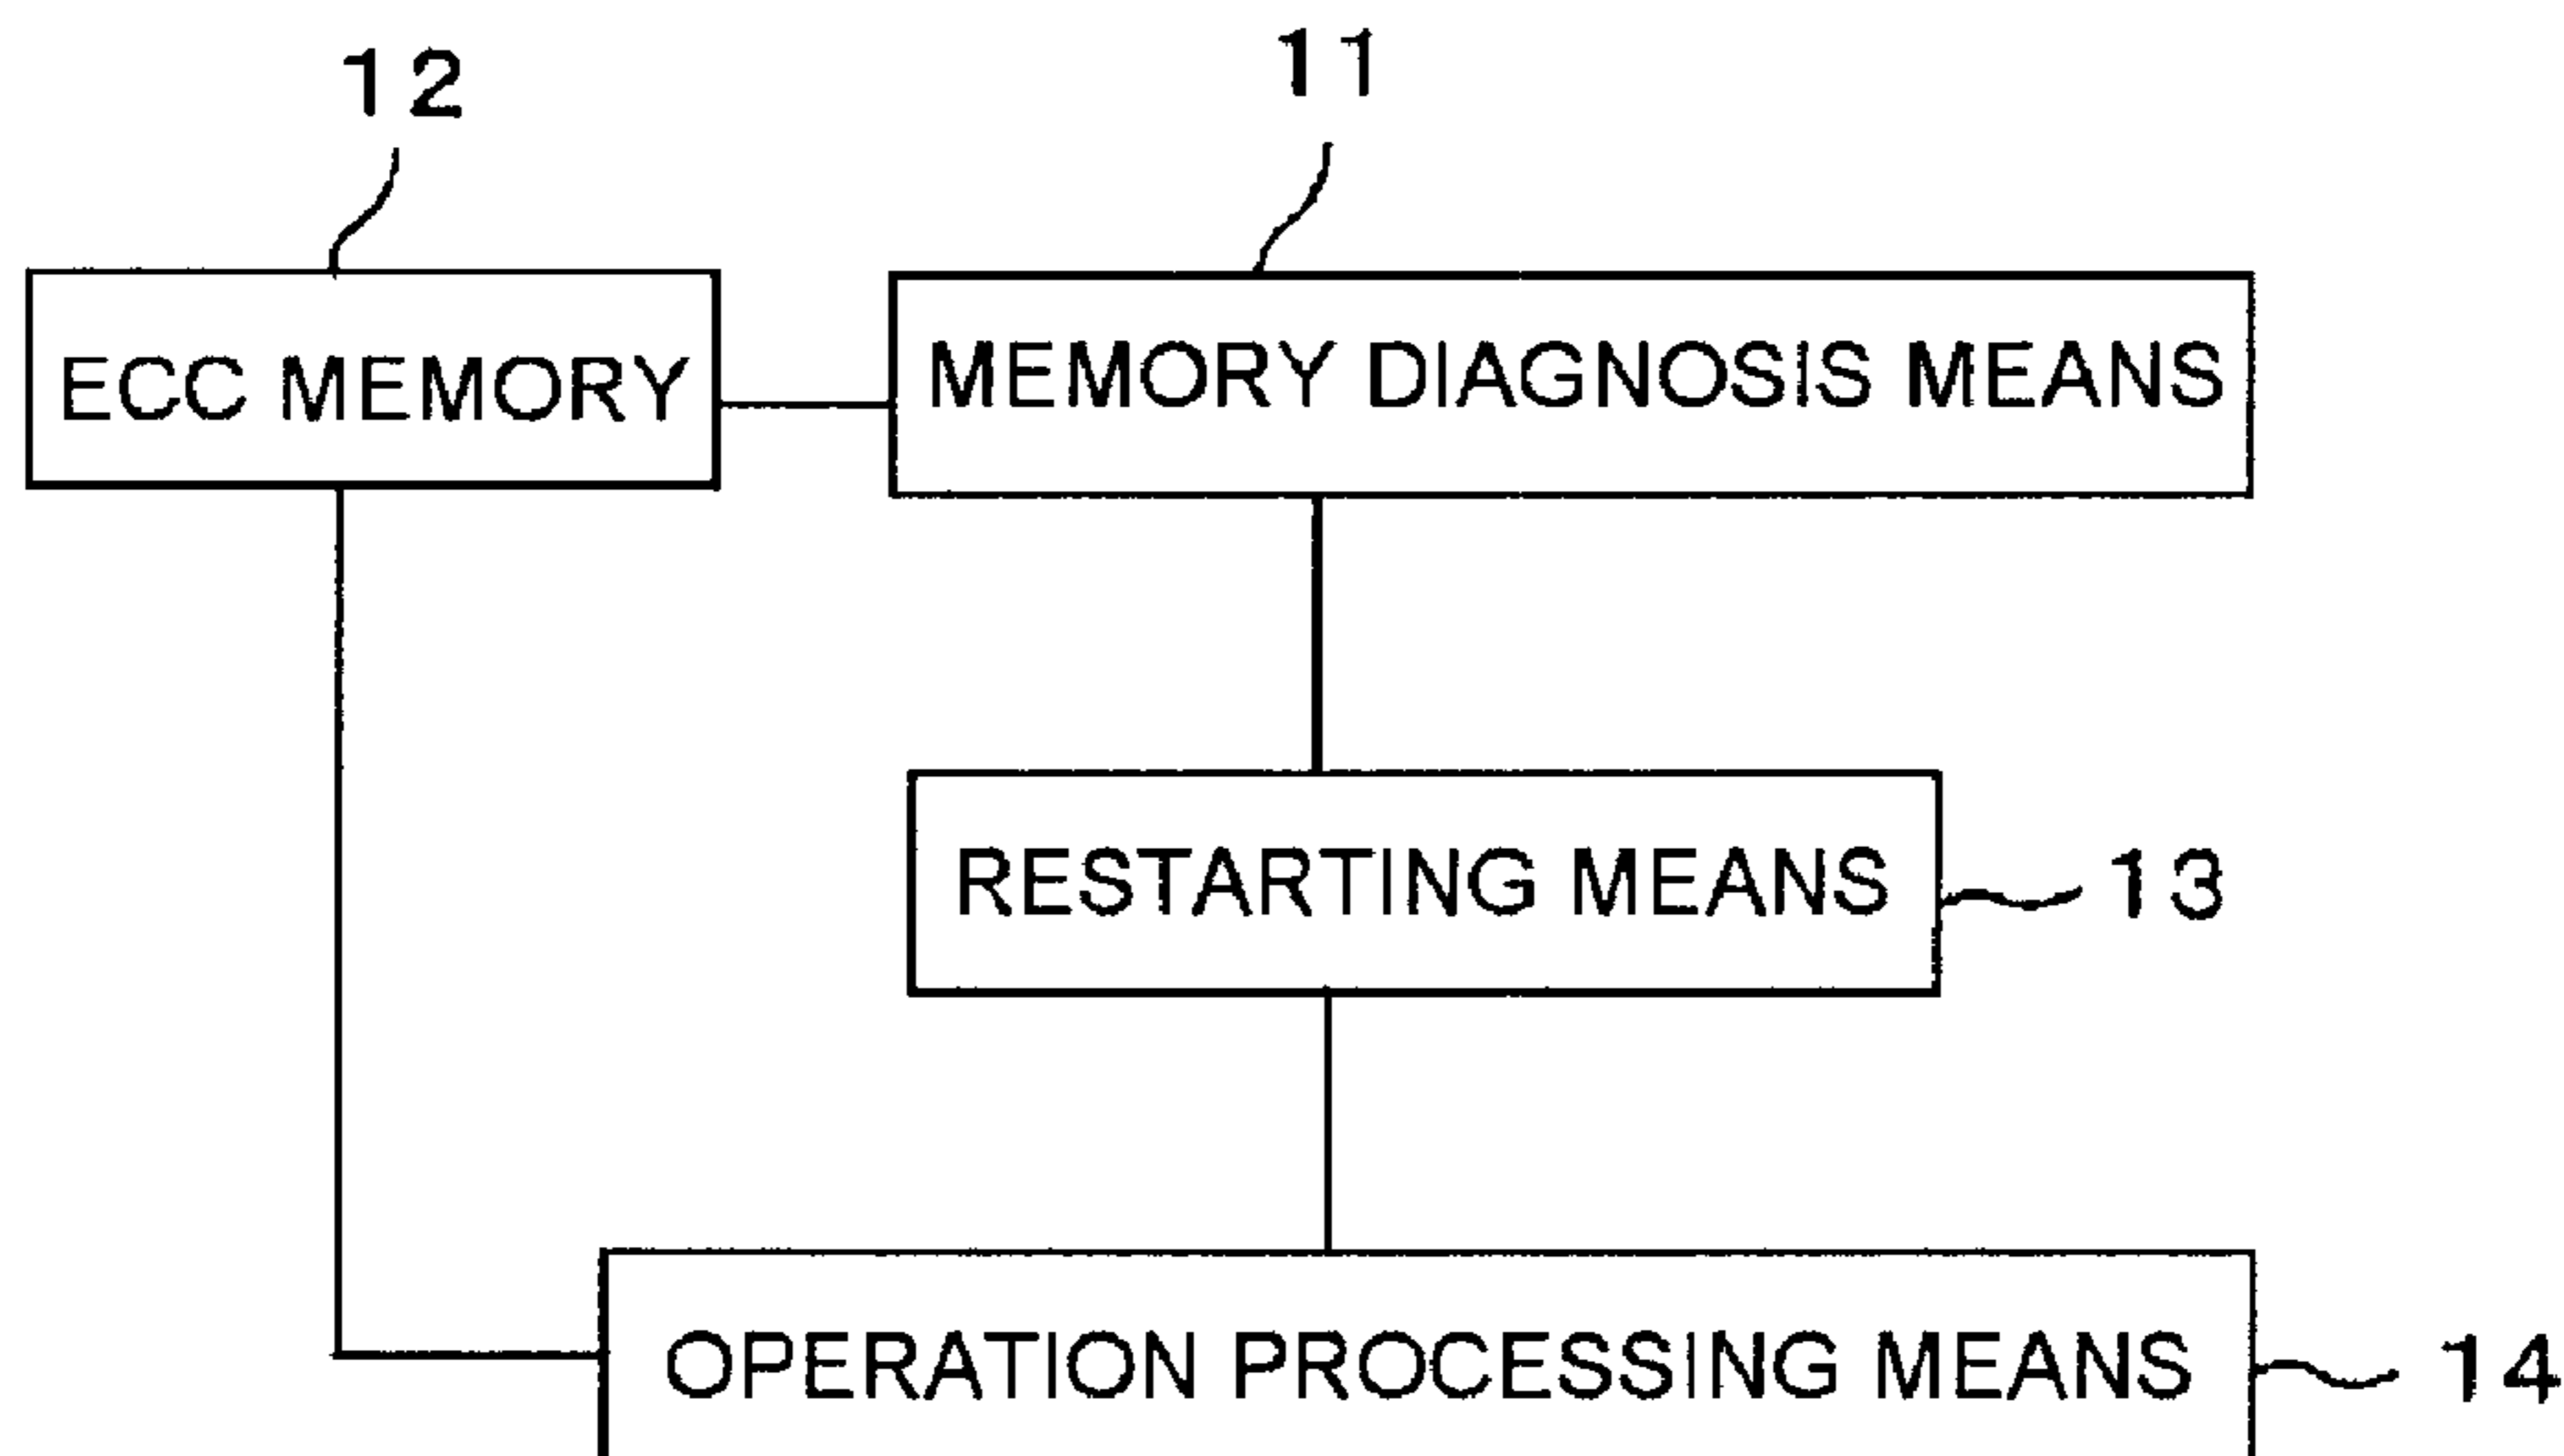 12
11
ECC MEMORY
MEMORY DIAGNOSIS MEANS
RESTARTING MEANS
13
OPERATION PROCESSING MEANS
14